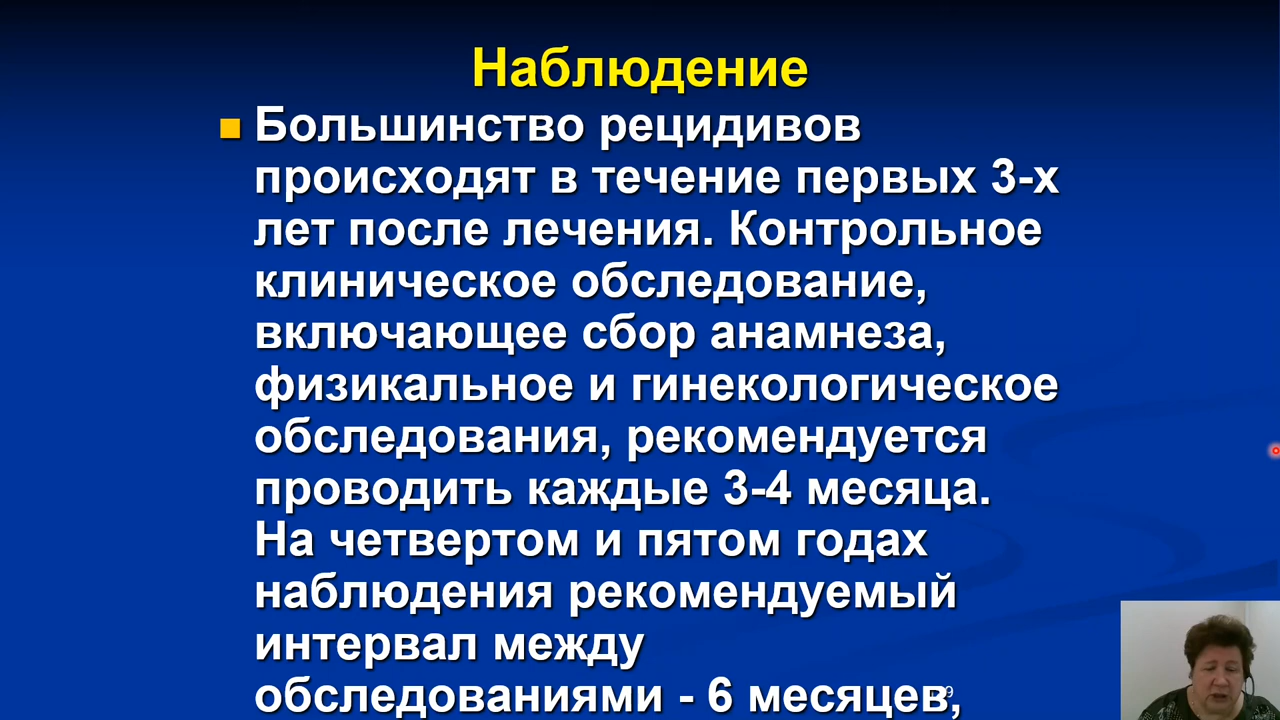 Наблюдение
Большинство рецидивов
происходят в течение первых 3-х
лет после лечения. Контрольное
клиническое обследование,
включающее сбор анамнеза,
физикальное и гинекологическое
обследования, рекомендуется
проводить каждые 3-4 месяца.
На четвертом и пятом годах
наблюдения рекомендуемый
интервал между
обследованиями - 6 месяцев,